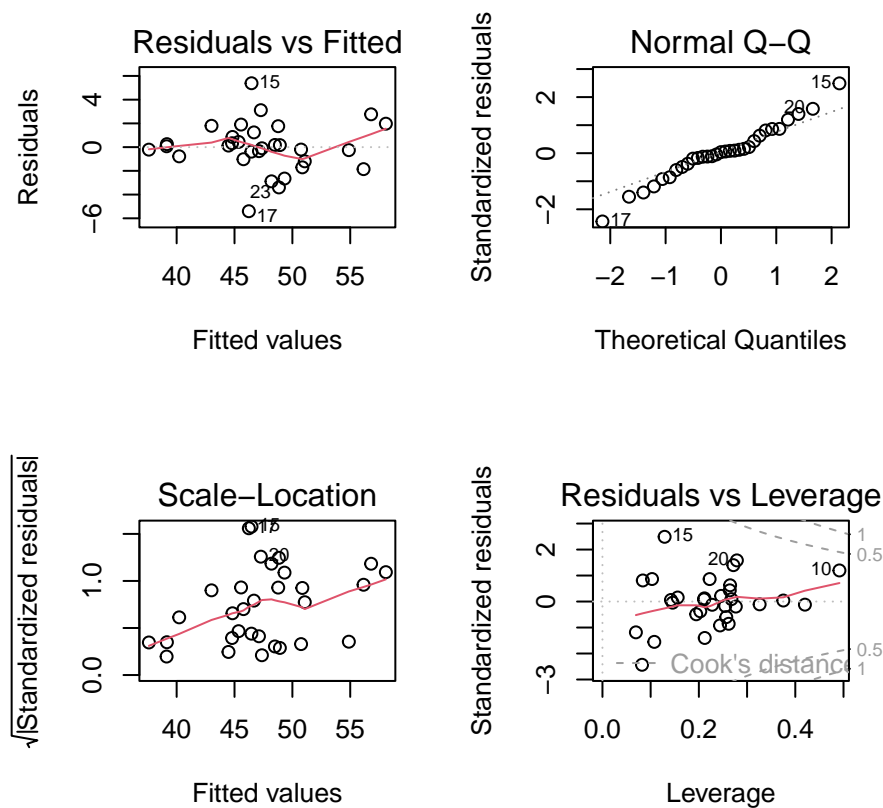 Residuals vs Fitted
Residuals
4
0
−6
15
23
17
40 45 50 55
Fitted values
Normal Q−Q
Standardized residuals
2
0
−2
15
20
17
−2 −1 0 1 2
Theoretical Quantiles
Scale−Location
√|Standardized residuals|
1.0
0.0
17
15
20
40 45 50 55
Fitted values
Residuals vs Leverage
Standardized residuals
2
0
−3
15
20
10
1
0.5
0.5
1
Cook's distance
0.0 0.2 0.4
Leverage